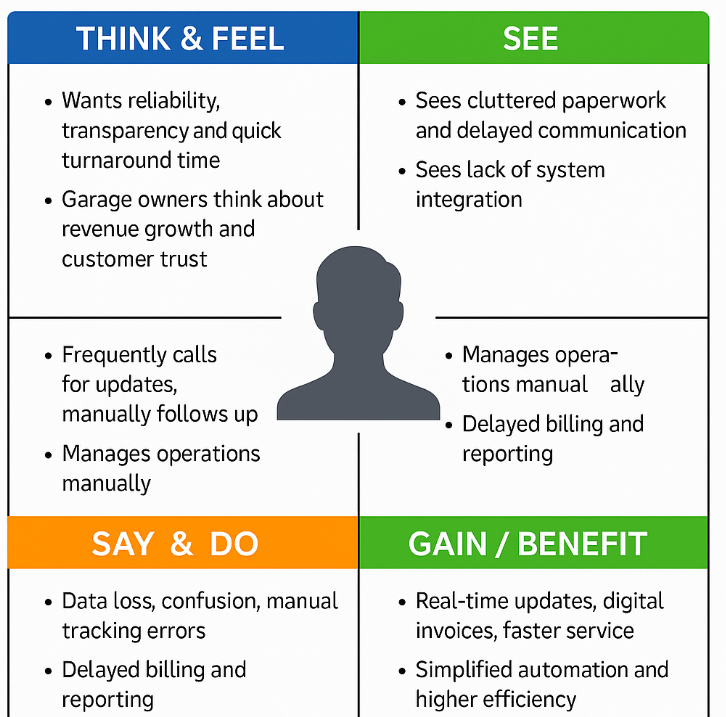 THINK & FEEL
• Wants reliability,
transparency and quick
turnaround time
• Garage owners think about
revenue growth and
customer trust
SEE
• Sees cluttered paperwork
and delayed communication
• Sees lack of system
integration
• Frequently calls
for updates,
manually follows up
• Manages operations
manually
• Manages opera-
tions manual ally
• Delayed billing and
reporting
SAY & DO
• Data loss, confusion, manual
tracking errors
• Delayed billing and
reporting
GAIN / BENEFIT
• Real-time updates, digital
invoices, faster service
• Simplified automation and
higher efficiency